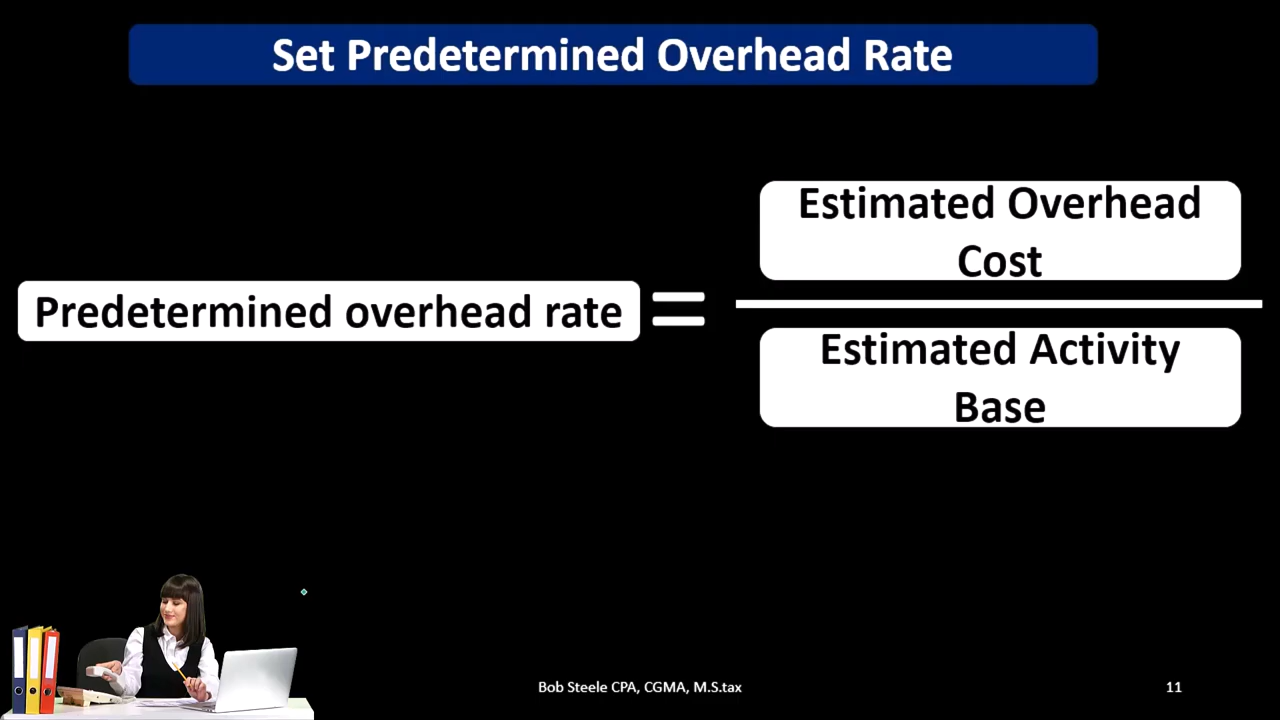 Set Predetermined Overhead Rate
Predetermined overhead rate
=
Estimated Overhead
Cost
Estimated Activity
Base
Bob Steele CPA, CGMA, M.S.tax
11